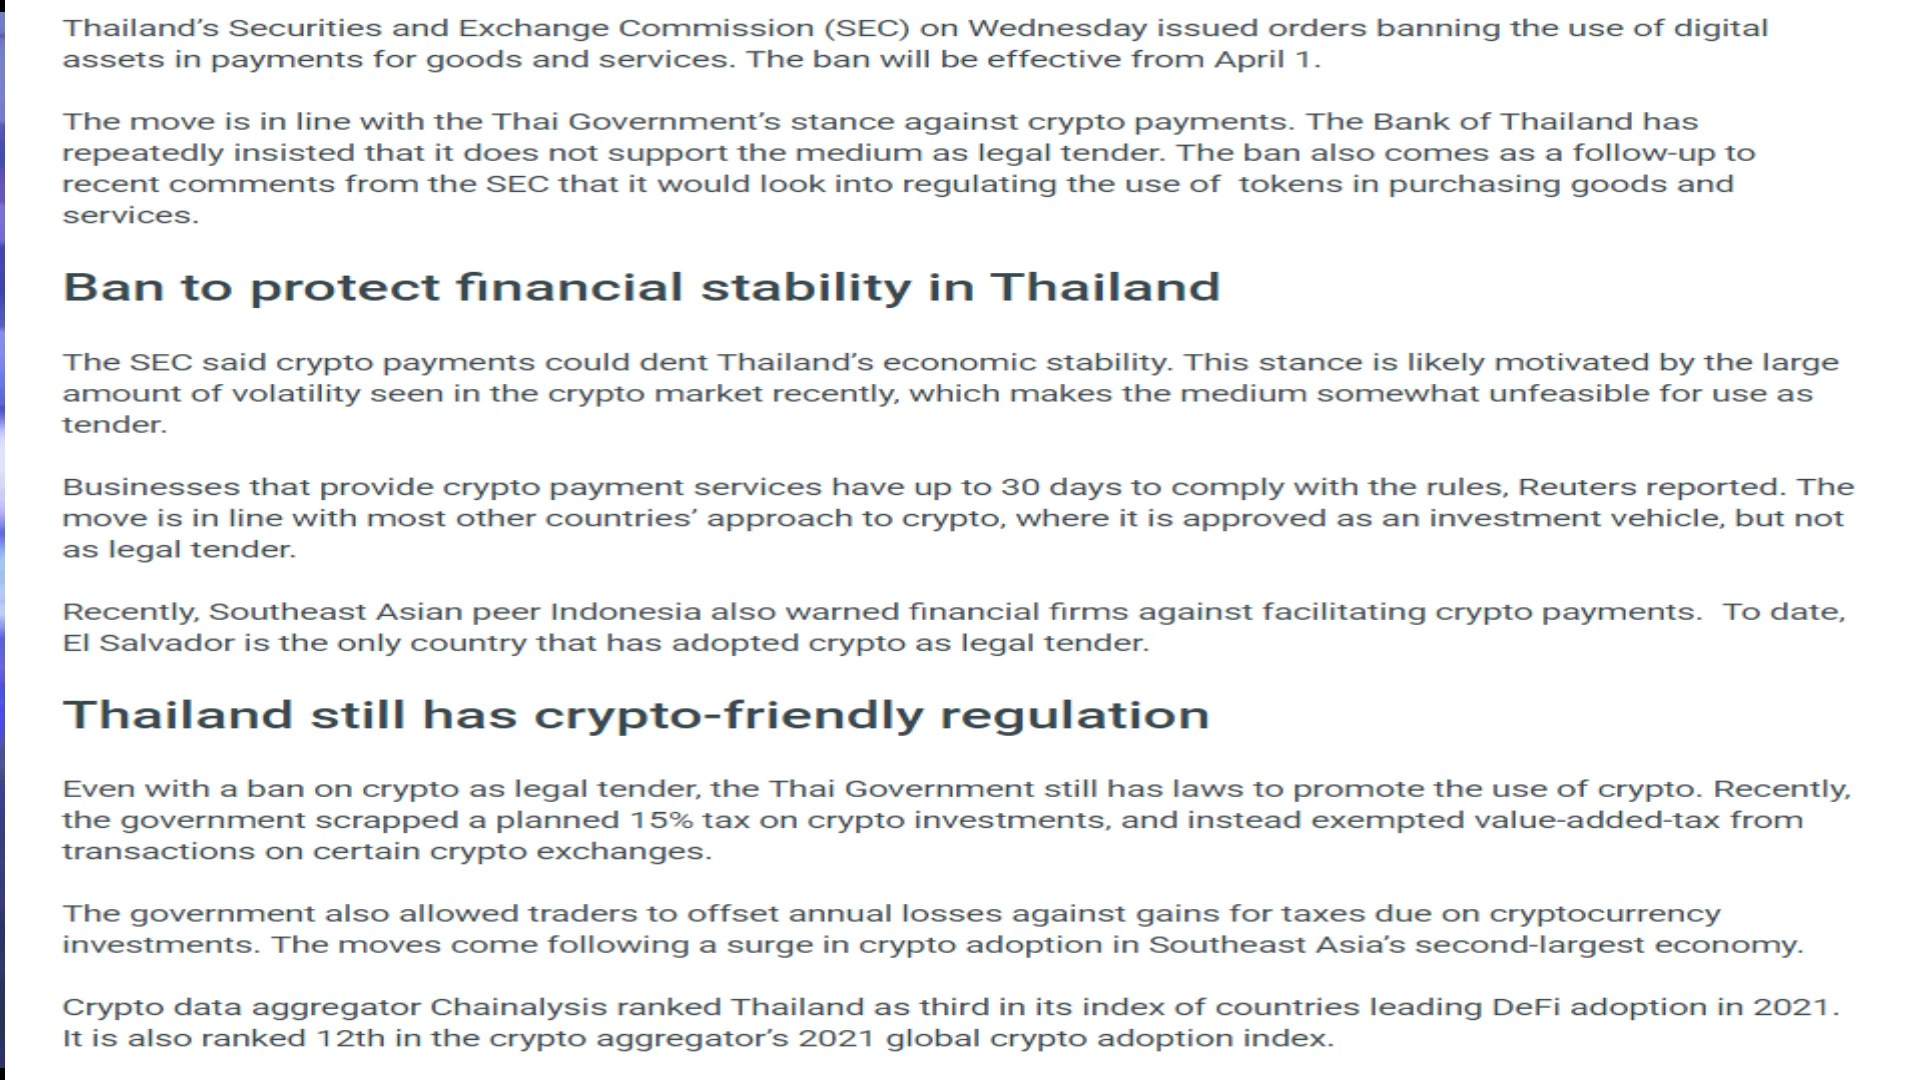 Thailand’s Securities and Exchange Commission (SEC) on Wednesday issued orders banning the use of digital
assets in payments for goods and services. The ban will be effective from April 1.
The move is in line with the Thai Government’s stance against crypto payments. The Bank of Thailand has
repeatedly insisted that it does not support the medium as legal tender. The ban also comes as a follow-up to
recent comments from the SEC that it would look into regulating the use of  tokens in purchasing goods and
services.
Ban to protect financial stability in Thailand
The SEC said crypto payments could dent Thailand’s economic stability. This stance is likely motivated by the large
amount of volatility seen in the crypto market recently, which makes the medium somewhat unfeasible for use as
tender.
Businesses that provide crypto payment services have up to 30 days to comply with the rules, Reuters reported. The
move is in line with most other countries’ approach to crypto, where it is approved as an investment vehicle, but not
as legal tender.
Recently, Southeast Asian peer Indonesia also warned financial firms against facilitating crypto payments.  To date,
El Salvador is the only country that has adopted crypto as legal tender.
Thailand still has crypto-friendly regulation
Even with a ban on crypto as legal tender, the Thai Government still has laws to promote the use of crypto. Recently,
the government scrapped a planned 15% tax on crypto investments, and instead exempted value-added-tax from
transactions on certain crypto exchanges.
The government also allowed traders to offset annual losses against gains for taxes due on cryptocurrency
investments. The moves come following a surge in crypto adoption in Southeast Asia’s second-largest economy.
Crypto data aggregator Chainalysis ranked Thailand as third in its index of countries leading DeFi adoption in 2021.
It is also ranked 12th in the crypto aggregator’s 2021 global crypto adoption index.